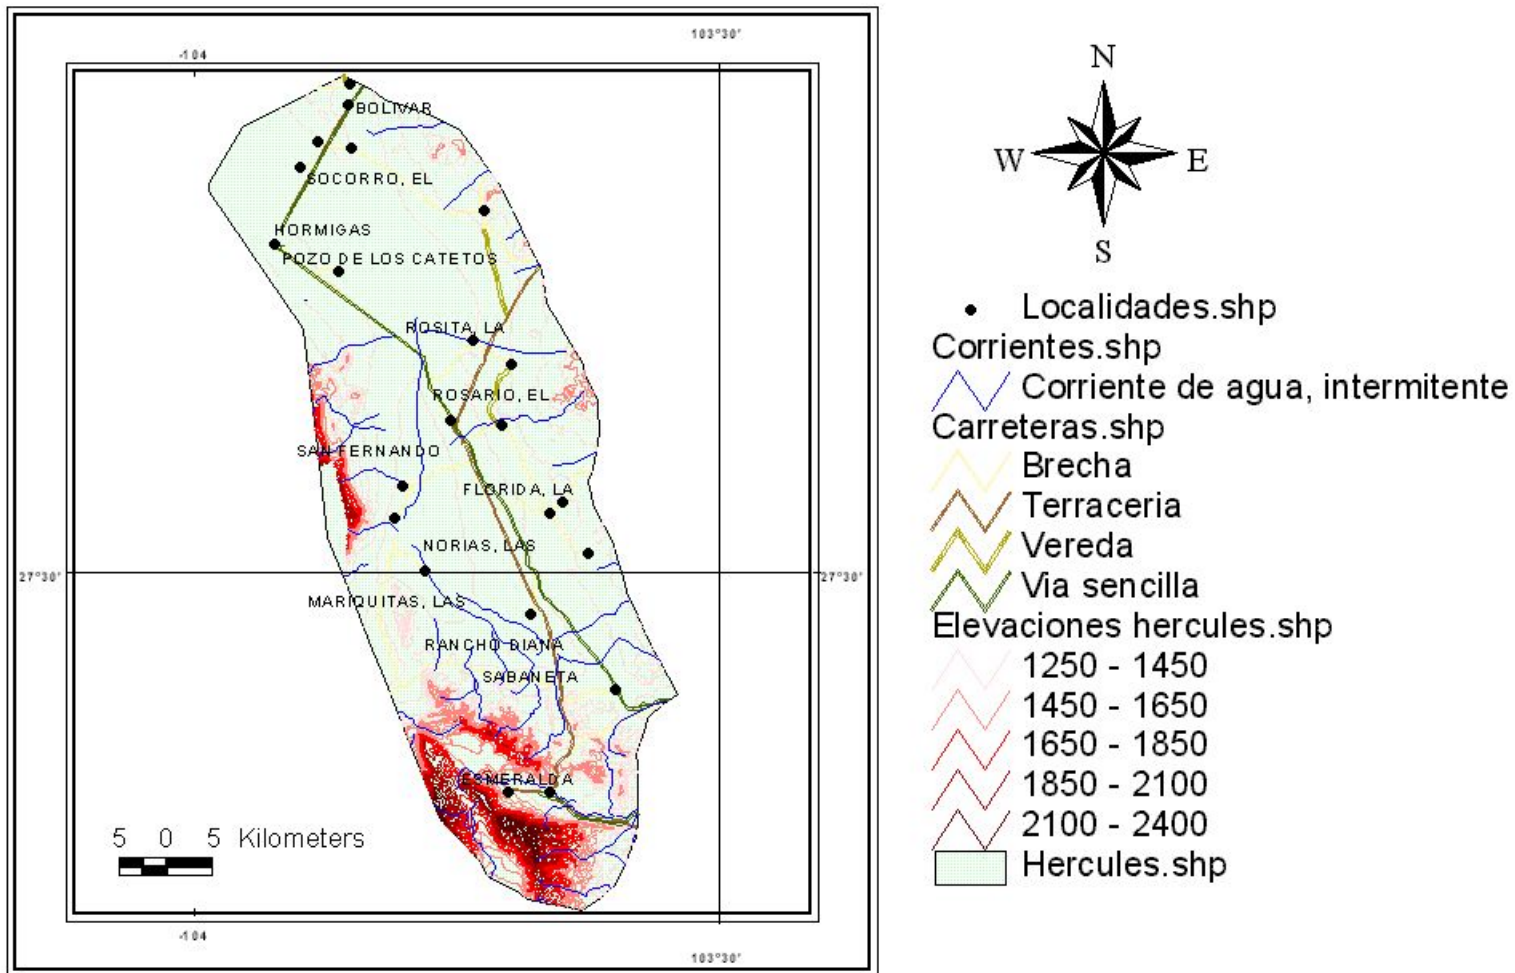 103°30'
-104
BOLIVAR
SOCORRO, EL
HORMIGAS
POZO DE LOS CATETOS
ROSITA, LA
ROSARIO, EL
SAN FERNANDO
FLORIDA, LA
NORIAS, LAS
27°30'
27°30'
MARIQUITAS, LAS
RANCHO DIANA
SABANETA
ESMERALDA
5 0 5 Kilometers
-104
103°30'
N
W
E
S
Localidades.shp
Corrientes.shp
Corriente de agua, intermitente
Carreteras.shp
Brecha
Terraceria
Vereda
Via sencilla
Elevaciones hercules.shp
1250 - 1450
1450 - 1650
1650 - 1850
1850 - 2100
2100 - 2400
Hercules.shp